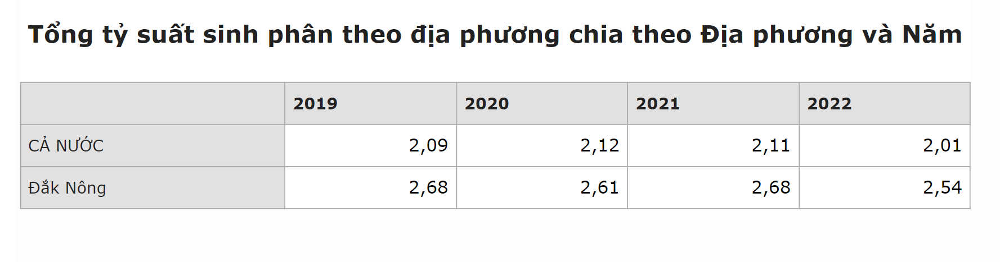 Tổng tỷ suất sinh phân theo địa phương chia theo Địa phương và Năm
2019 2020 2021 2022
CẢ NƯỚC 2,09 2,12 2,11 2,01
Đắk Nông 2,68 2,61 2,68 2,54